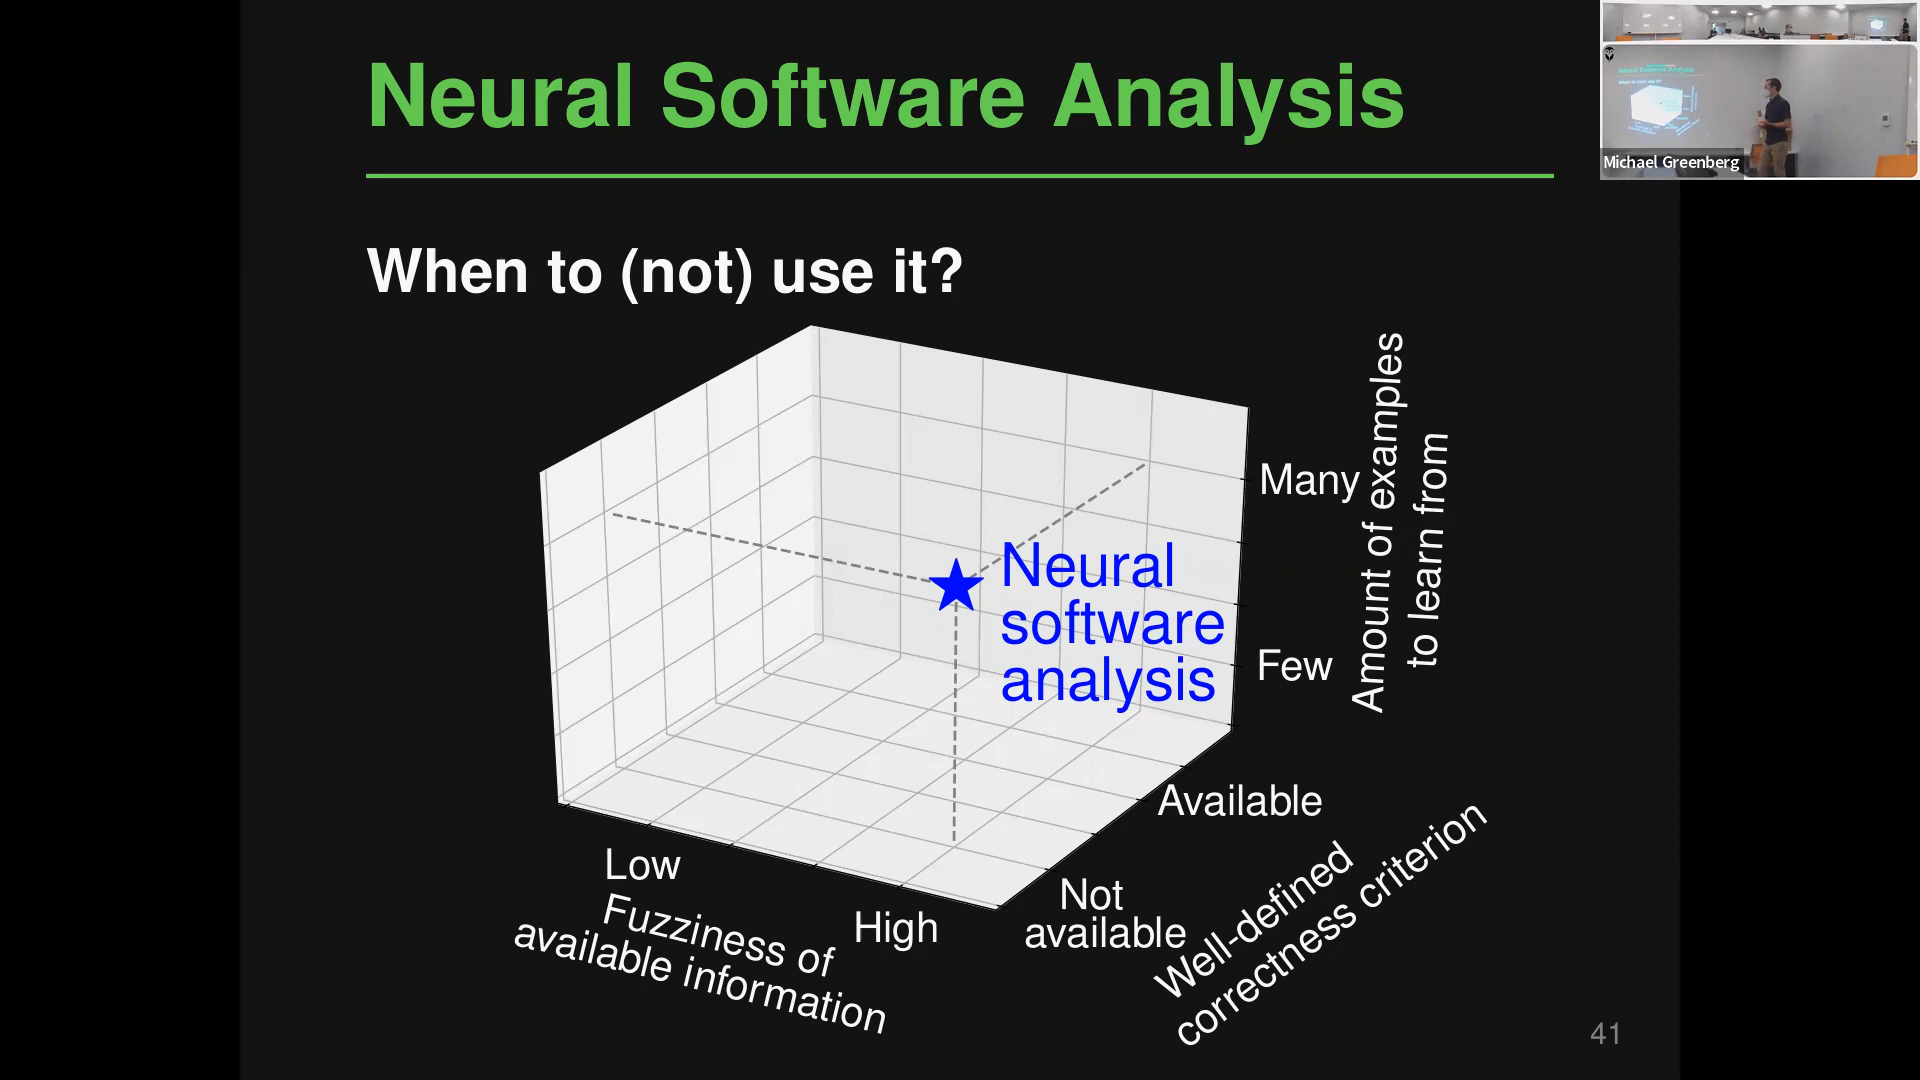 Neural Software Analysis
Michael Greenberg
When to (not) use it?
Many
Amount of examples
to learn from
Neural
software
analysis
Few
Available
Low
High
Not
available
Fuzziness of
available information
Well-defined
correctness criterion
41